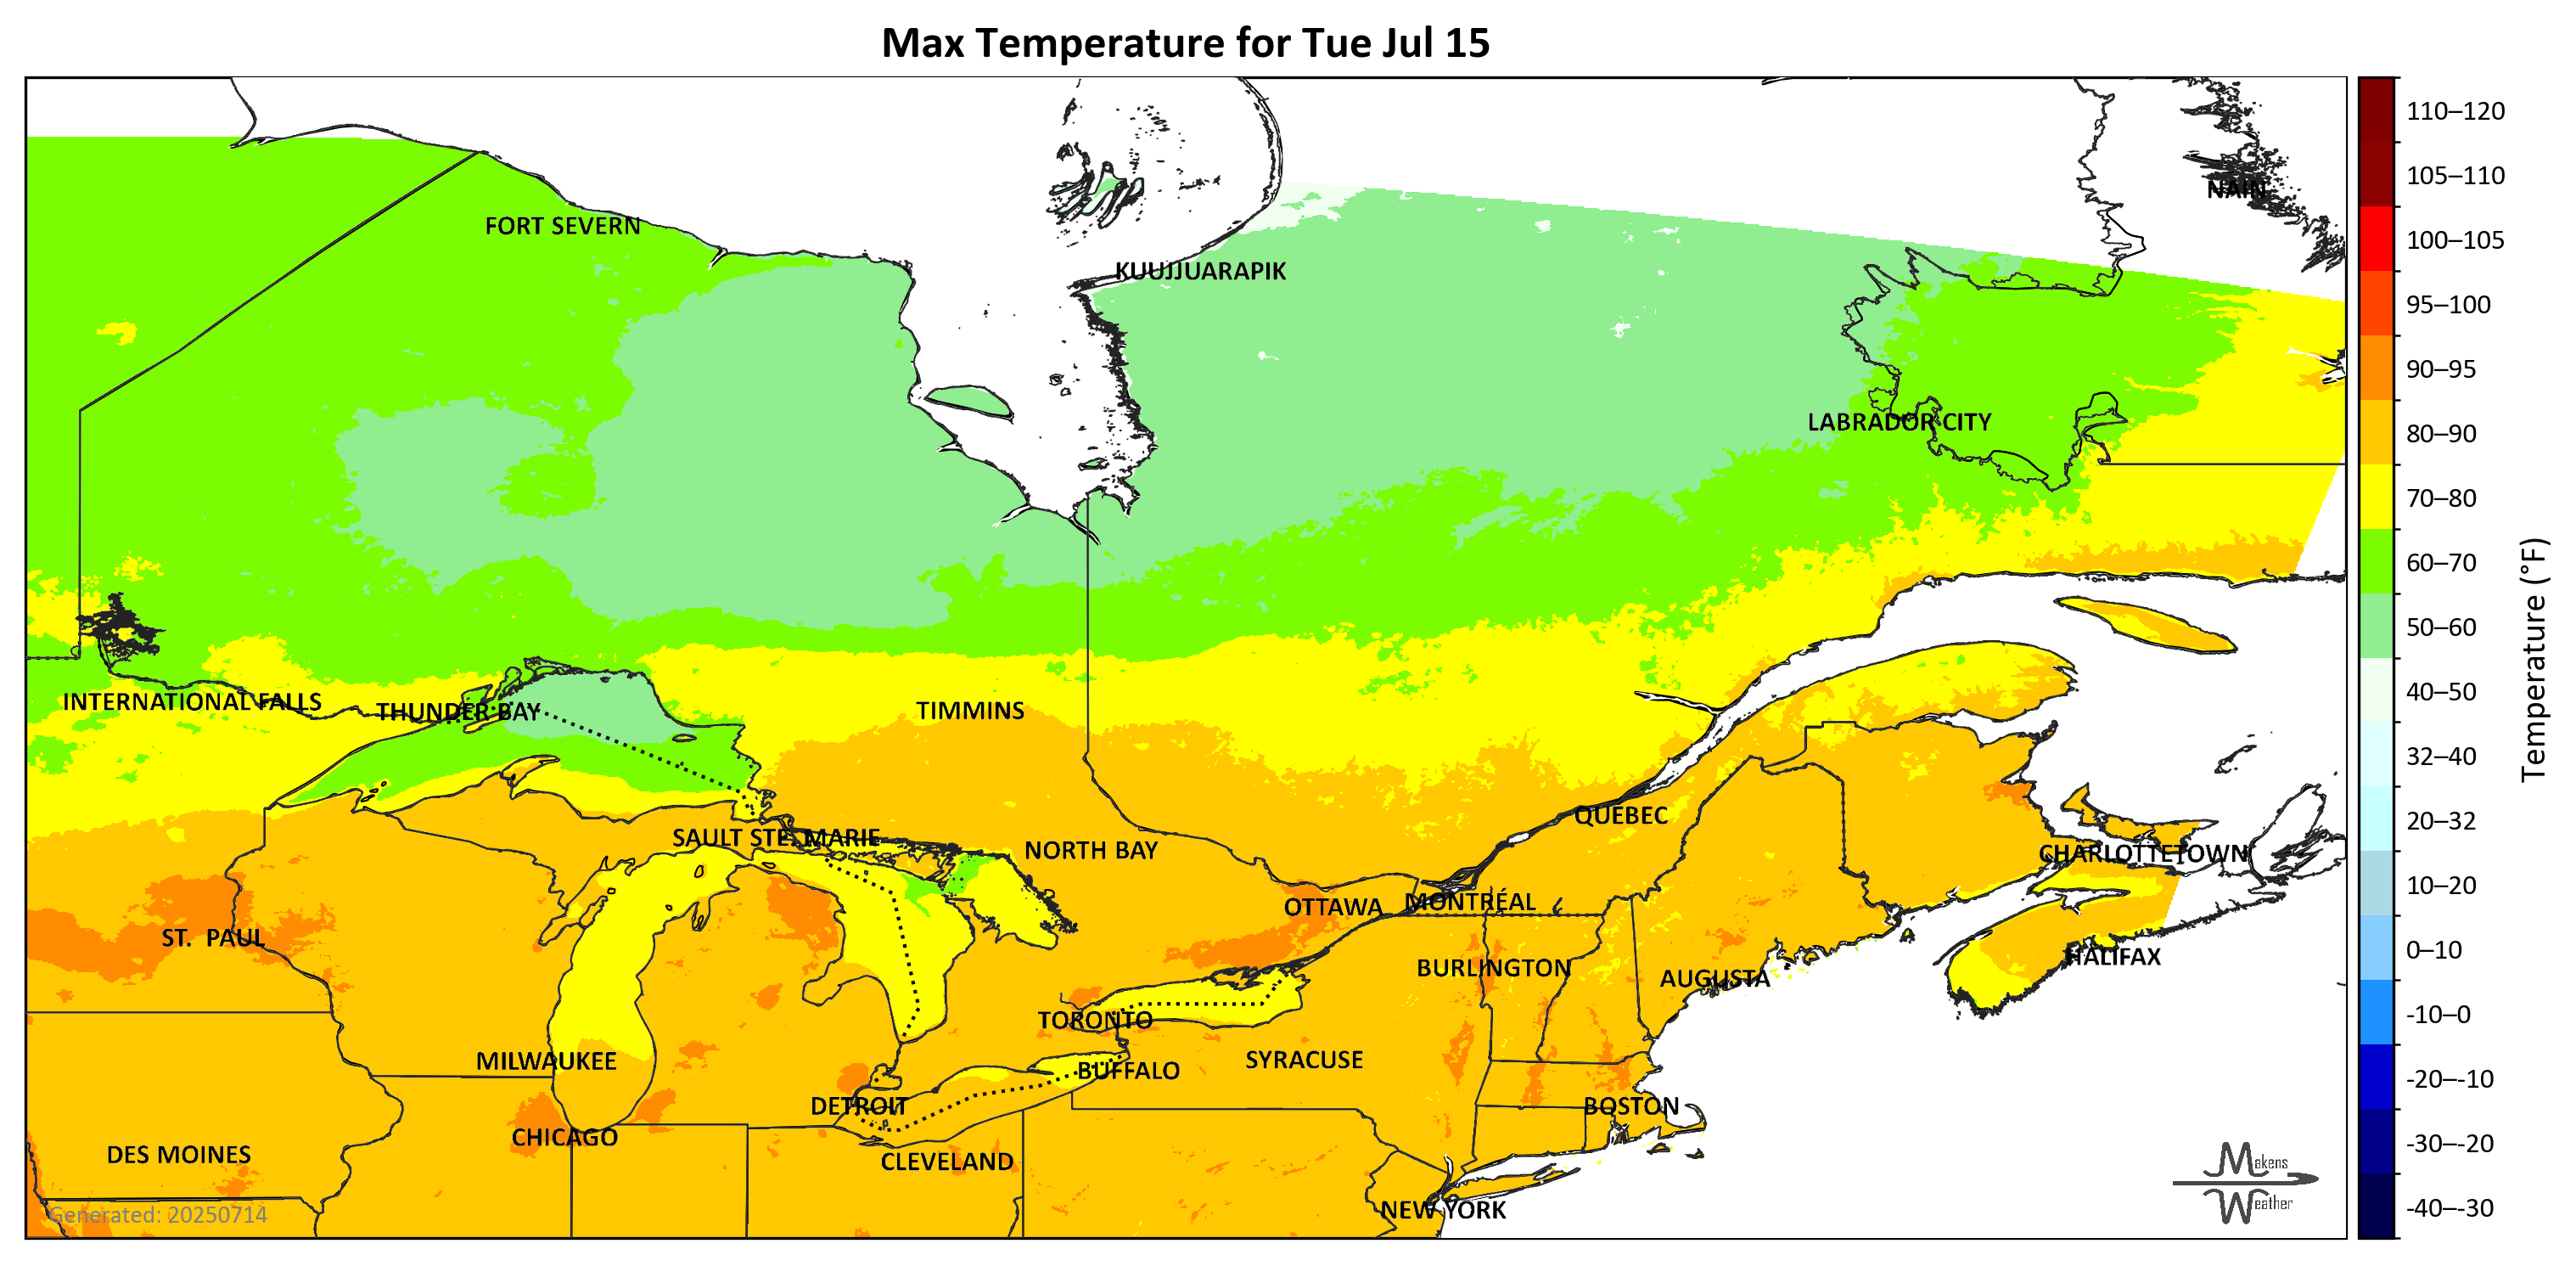 Max Temperature for Tue Jul 15
NAIN
FORT SEVERN
KUUJJUARAPIK
LABRADOR CITY
INTERNATIONAL FALLS
THUNDER BAY
TIMMINS
QUÉBEC
SAULT STE. MARIE
NORTH BAY
CHARLOTTETOWN
OTTAWA
MONTRÉAL
ST. PAUL
HALIFAX
BURLINGTON
AUGUSTA
TORONTO
MILWAUKEE
SYRACUSE
BUFFALO
DETROIT
BOSTON
CHICAGO
DES MOINES
CLEVELAND
NEW YORK
Generated: 20250714
Makens
Weather
110–120
105–110
100–105
95–100
90–95
80–90
70–80
60–70
50–60
40–50
32–40
20–32
10–20
0–10
-10–0
-20–-10
-30–-20
-40–-30
Temperature (°F)